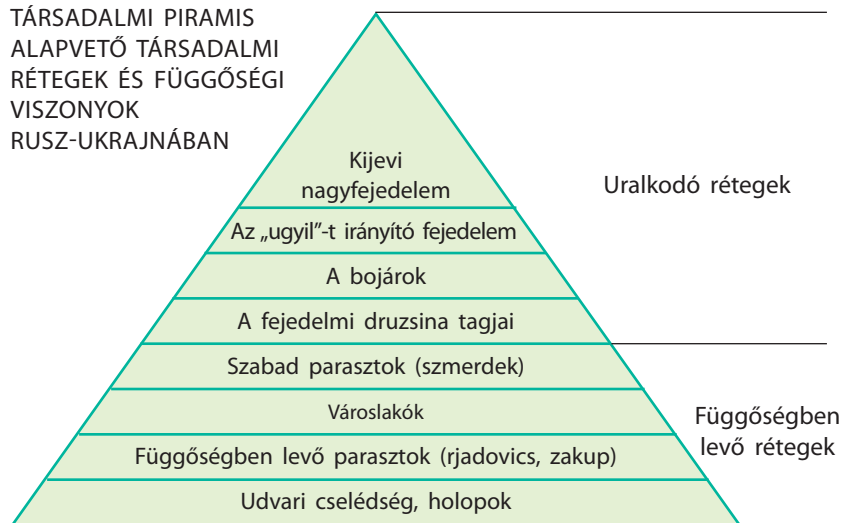 TÁRSADALMI PIRAMIS
ALAPVETŐ TÁRSADALMI
RÉTEGEK ÉS FÜGGŐSÉGI
VISZONYOK
RUSZ-UKRAJNÁBAN
Kijevi
nagyfejedelem
Az „ugyil”-t irányító fejedelem
A bojárok
A fejedelmi druzsina tagjai
Uralkodó rétegek
Szabad parasztok (szmerdek)
Városlakók
Függőségben levő parasztok (rjadovics, zakup)
Udvari cselédség, holopok
Függőségben
levő rétegek